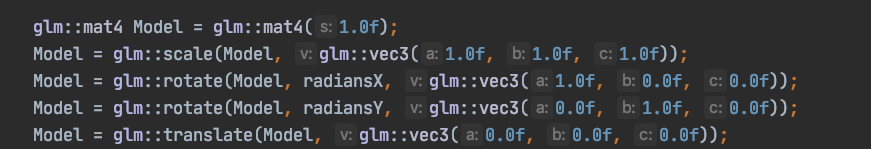 glm::mat4 Model = glm::mat4( s: 1.0f);
Model = glm::scale(Model, v: glm::vec3( a: 1.0f, b: 1.0f, c: 1.0f));
Model = glm::rotate(Model, radiansX, v: glm::vec3( a: 1.0f, b: 0.0f, c: 0.0f));
Model = glm::rotate(Model, radiansY, v: glm::vec3( a: 0.0f, b: 1.0f, c: 0.0f));
Model = glm::translate(Model, v: glm::vec3( a: 0.0f, b: 0.0f, c: 0.0f));